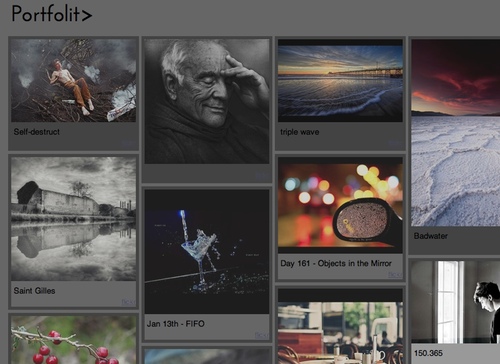 Portfolit>
Self-destruct
triple wave
Badwater
Saint Gilles
Day 161 - Objects in the Mirror
Jan 13th - FIFO
150.365